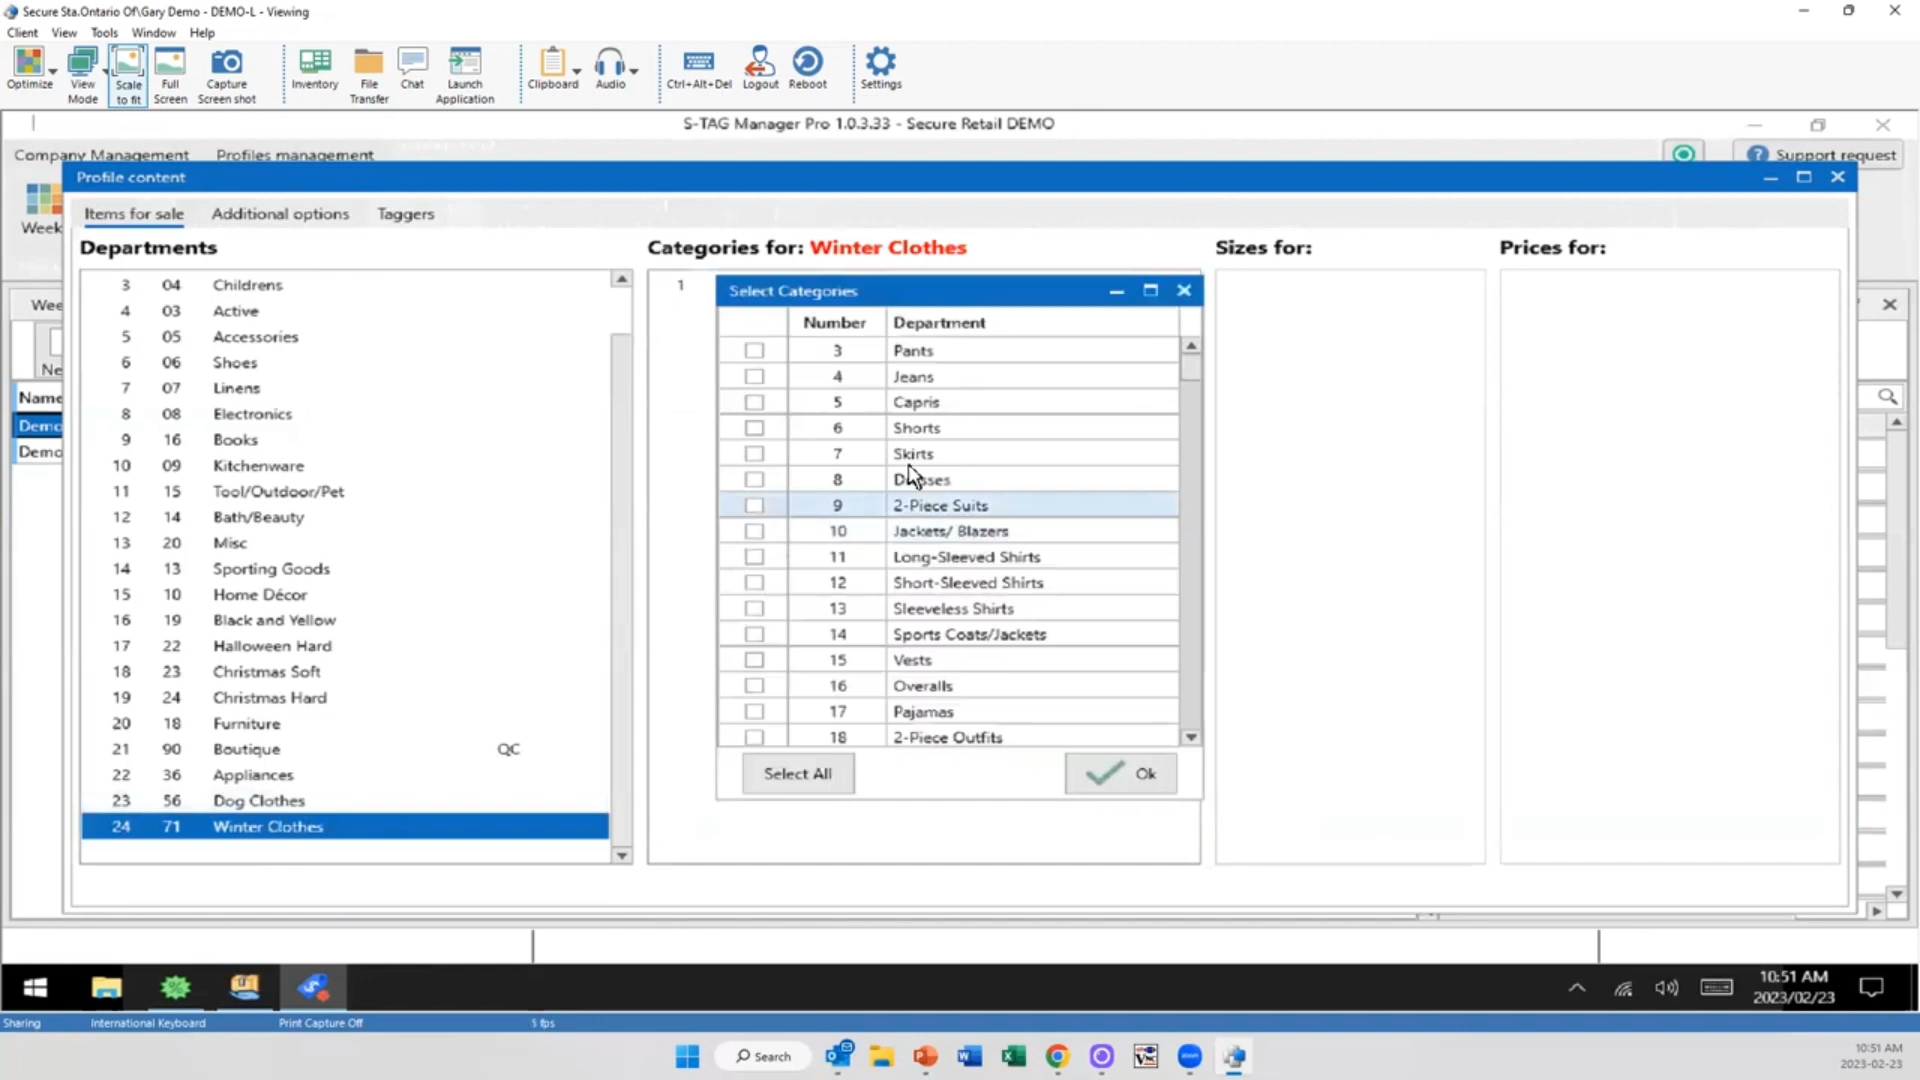 Secure Sta.Ontario Of\Gary Demo - DEMO-L - Viewing
Client View Tools Window Help
Optimize
View Mode
Scale to fit
Full Screen
Capture Screen shot
Inventory
File Transfer
Chat
Launch Application
Clipboard
Audio
Ctrl+Alt+Del
Logout
Reboot
Settings
S-TAG Manager Pro 1.0.3.33 - Secure Retail DEMO
Company Management Profiles management
Support request
Profile content
Week
Items for sale Additional options Taggers
Departments
Categories for: Winter Clothes
Sizes for:
Prices for:
Wee
Ne
Name
Demo
Demo
3 04 Childrens
4 03 Active
5 05 Accessories
6 06 Shoes
7 07 Linens
8 08 Electronics
9 16 Books
10 09 Kitchenware
11 15 Tool/Outdoor/Pet
12 14 Bath/Beauty
13 20 Misc
14 13 Sporting Goods
15 10 Home Décor
16 19 Black and Yellow
17 22 Halloween Hard
18 23 Christmas Soft
19 24 Christmas Hard
20 18 Furniture
21 90 Boutique QC
22 36 Appliances
23 56 Dog Clothes
24 71 Winter Clothes
1
Select Categories
Number Department
3 Pants
4 Jeans
5 Capris
6 Shorts
7 Skirts
8
9 2-Piece Suits
10 Jackets/ Blazers
11 Long-Sleeved Shirts
12 Short-Sleeved Shirts
13 Sleeveless Shirts
14 Sports Coats/Jackets
15 Vests
16 Overalls
17 Pajamas
18 2-Piece Outfits
Select All
Ok
10:51 AM
2023/02/23
Sharing International Keyboard Print Capture Off 5 fps
Search
10:51 AM
2023-02-23